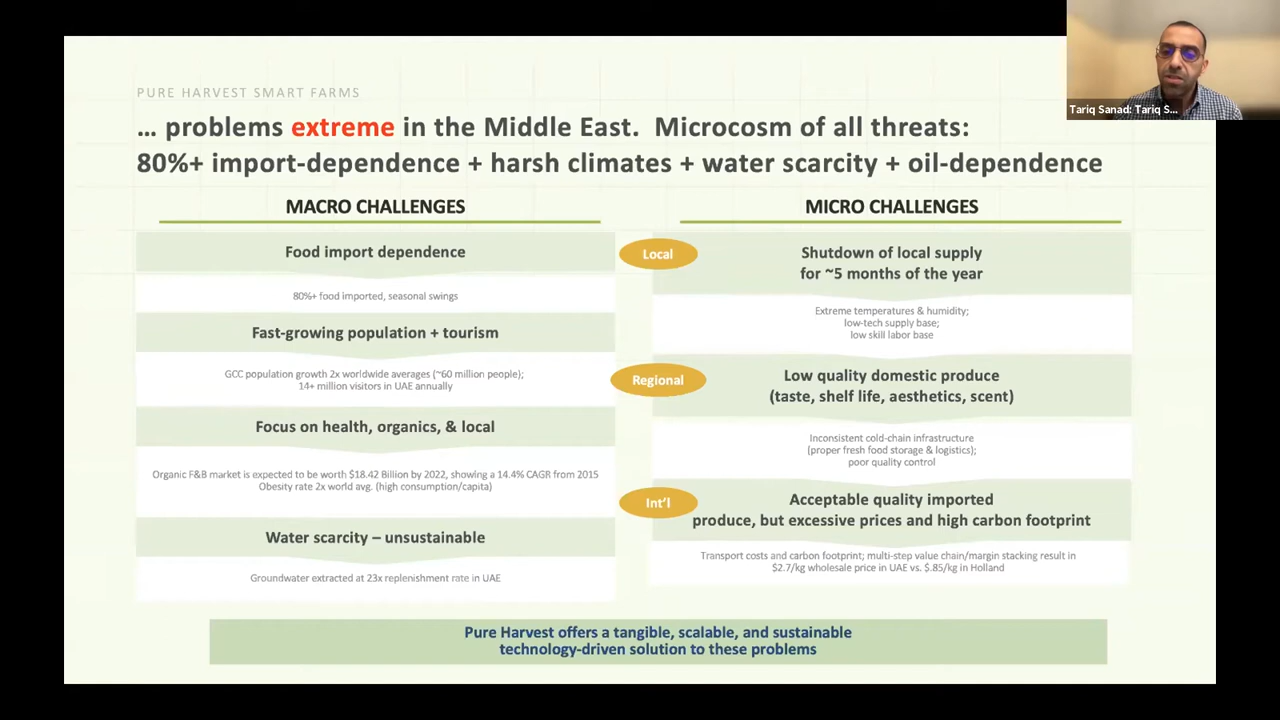 PURE HARVEST SMART FARMS
... problems extreme in the Middle East. Microcosm of all threats:
80%+ import-dependence + harsh climates + water scarcity + oil-dependence
MACRO CHALLENGES
Food import dependence
80%+ food imported, seasonal swings
Fast-growing population + tourism
GCC population growth 2x worldwide averages (~60 million people);
14+ million visitors in UAE annually
Focus on health, organics, & local
Organic F&B market is expected to be worth $18.42 Billion by 2022, showing a 14.4% CAGR from 2015
Obesity rate 2x world avg. (high consumption/capita)
Water scarcity – unsustainable
Groundwater extracted at 23x replenishment rate in UAE
MICRO CHALLENGES
Local
Shutdown of local supply
for ~5 months of the year
Extreme temperatures & humidity;
low-tech supply base;
low skill labor base
Regional
Low quality domestic produce
(taste, shelf life, aesthetics, scent)
Inconsistent cold-chain infrastructure
(proper fresh food storage & logistics);
poor quality control
Int'l
Acceptable quality imported
produce, but excessive prices and high carbon footprint
Transport costs and carbon footprint; multi-step value chain/margin stacking result in
$2.7/kg wholesale price in UAE vs. $.85/kg in Holland
Pure Harvest offers a tangible, scalable, and sustainable
technology-driven solution to these problems
Tariq Sanad: Tariq S...